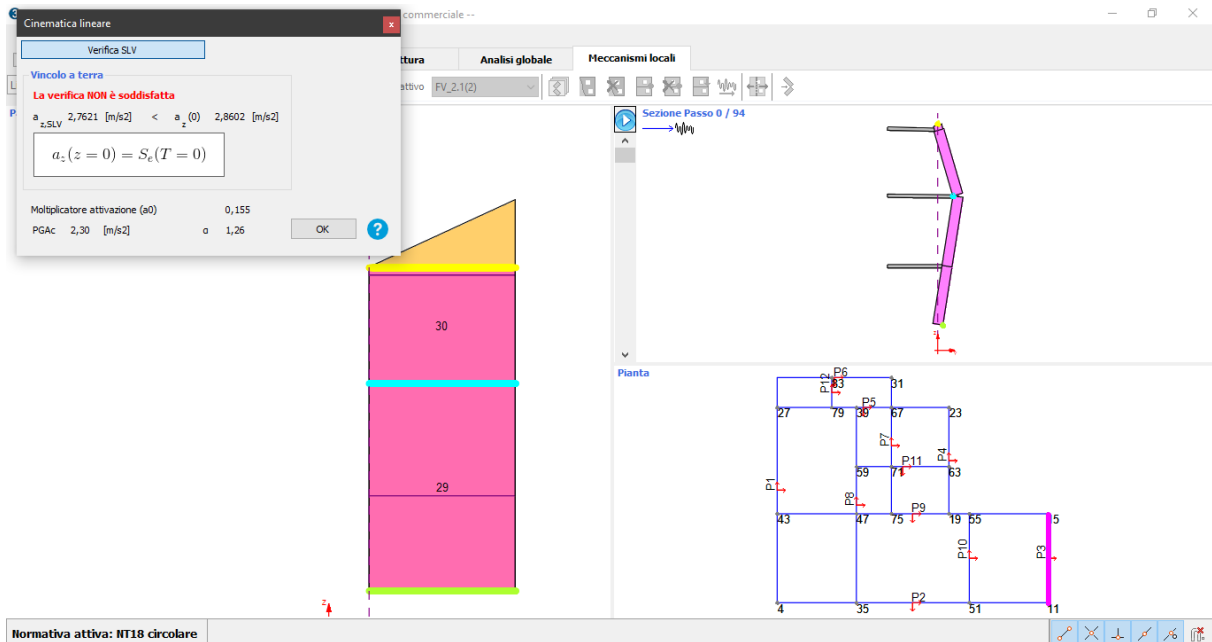 commerciale --
Cinematica lineare
x
Verifica SLV
Vincolo a terra
La verifica NON è soddisfatta
a z,SLV 2,7621 [m/s2] < a z (0) 2,8602 [m/s2]
a_z(z = 0) = S_e(T = 0)
Moltiplicatore attivazione (a0) 0,155
PGAc 2,30 [m/s2] α 1,26
OK
?
ttura
Analisi globale
Meccanismi locali
attivo FV_2.1(2)
Sezione Passo 0 / 94
30
29
z
z
Pianta
P6
P12
83
31
27
79
39
P5
67
23
P7
P4
59
71
P11
63
P1
P8
43
47
75
P9
19
55
5
P10
P3
4
35
P2
51
11
Normativa attiva: NT18 circolare